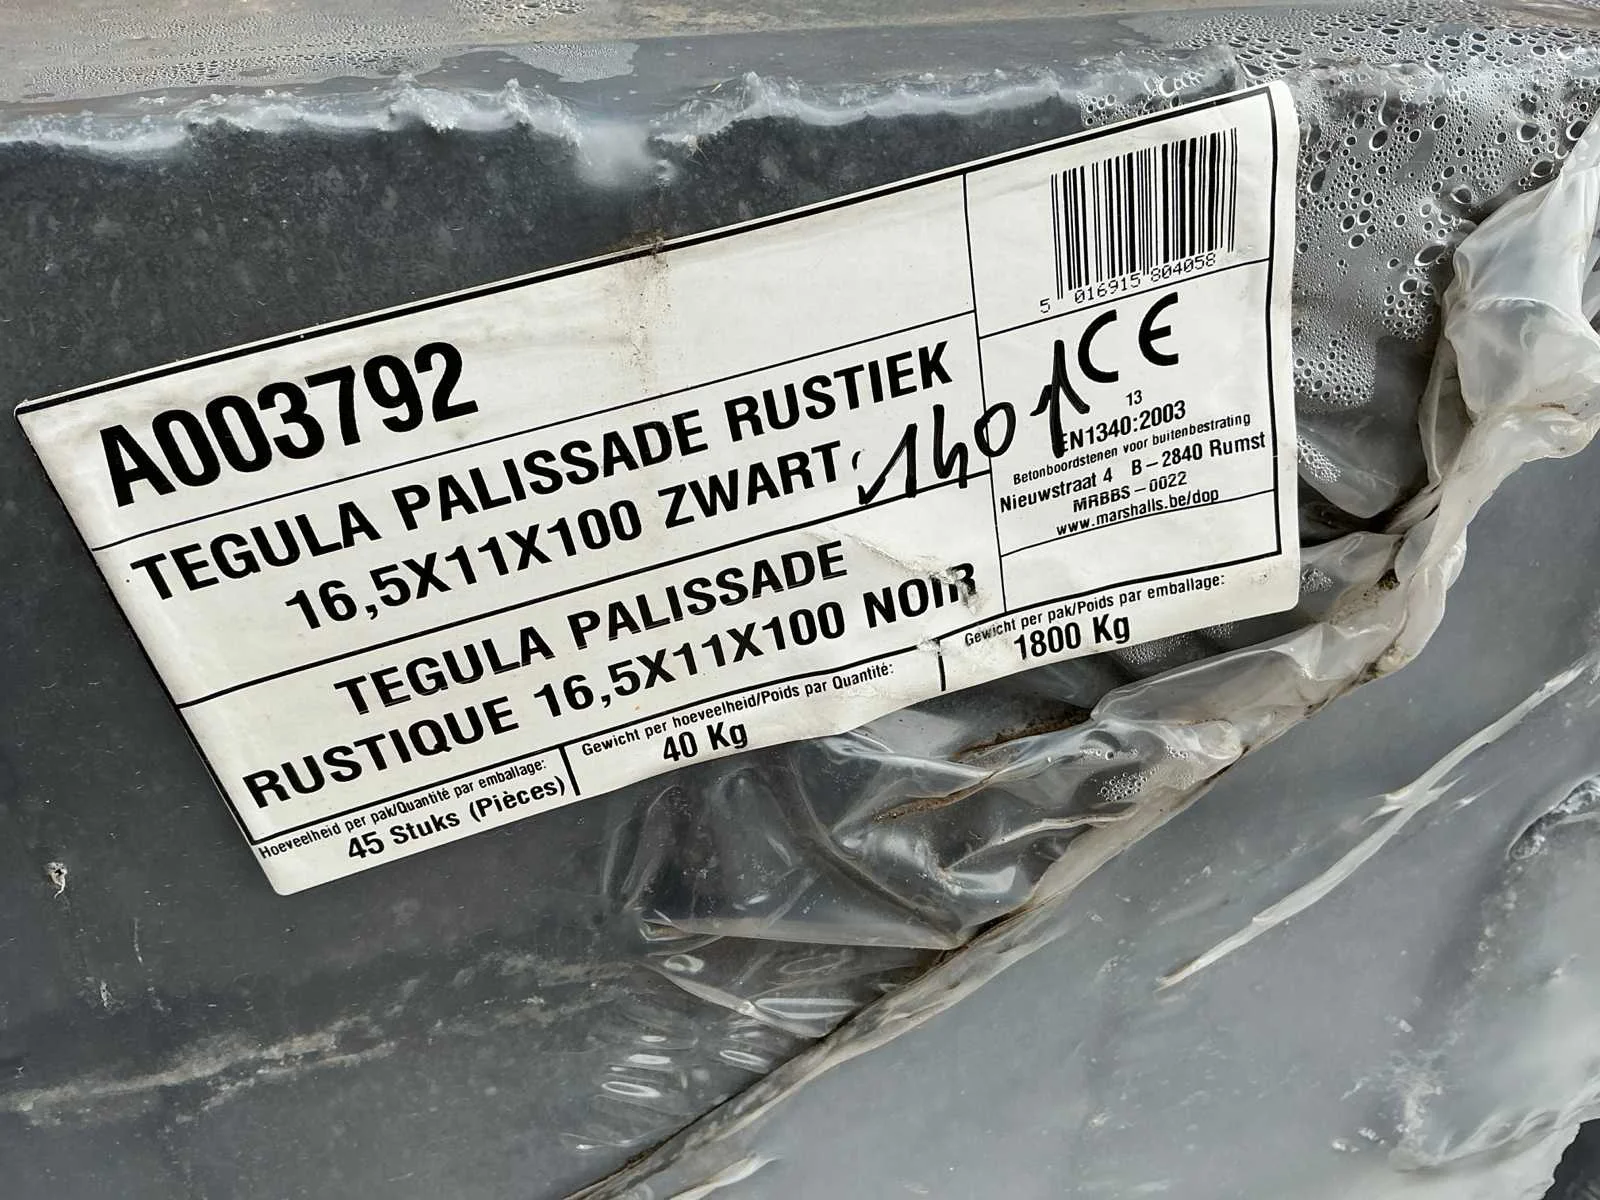 A003792
TEGULA PALISSADE RUSTIEK
16,5X11X100 ZWART
TEGULA PALISSADE
RUSTIQUE 16,5X11X100 NOIR
Hoeveelheid per pak/Quantité par emballage:
45 Stuks (Pièces)
Gewicht per hoeveelheid/Poids par Quantité:
40 Kg
Gewicht per pak/Poids par emballage:
1800 Kg
5 016915 804058
CE
13
EN1340:2003
Betonboordstenen voor buitenbestrating
Nieuwstraat 4 B-2840 Rumst
MRBBS-0022
www.marshalls.be/dop
1401